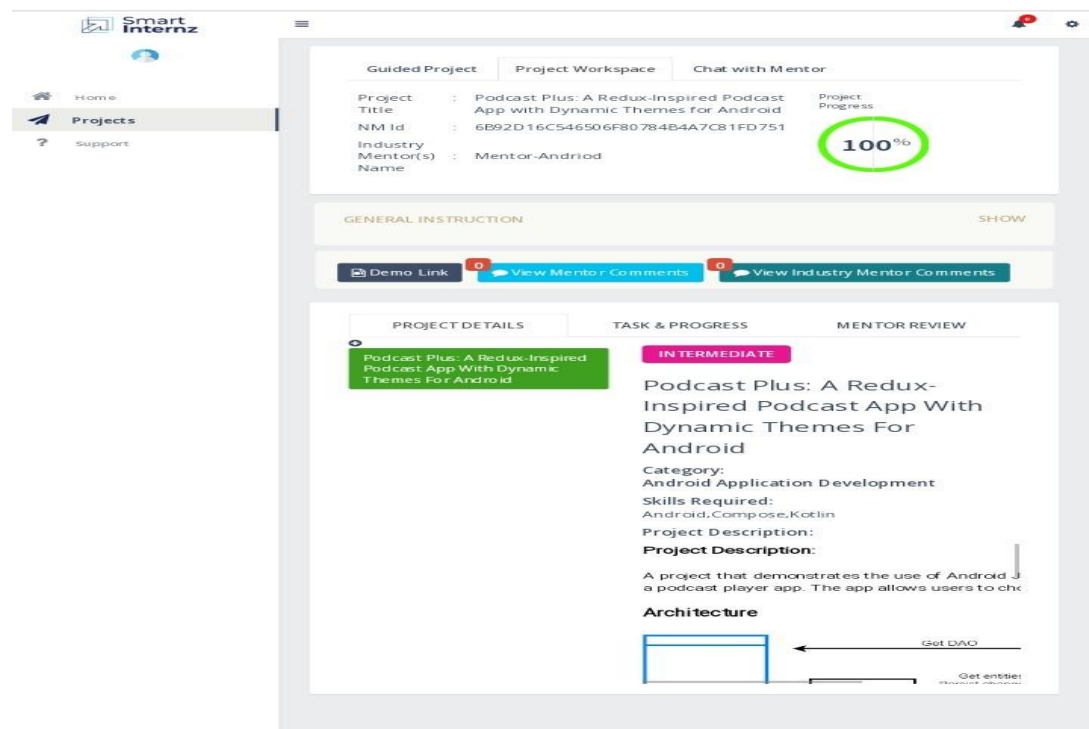 Smart
Internz
0
Home
Projects
Support
Guided Project
Project Workspace
Chat with Mentor
Project Title : Podcast Plus: A Redux-Inspired Podcast
App with Dynamic Themes for Android
NM Id : 6B92D16C546506F80784B4A7C81FD751
Industry
Mentor(s) : Mentor-Andriod
Name
Project
Progress
100%
GENERAL INSTRUCTION
SHOW
Demo Link
0
View Mentor Comments
0
View Industry Mentor Comments
PROJECT DETAILS
TASK & PROGRESS
MENTOR REVIEW
Podcast Plus: A Redux-Inspired
Podcast App With Dynamic
Themes For Android
INTERMEDIATE
Podcast Plus: A Redux-
Inspired Podcast App With
Dynamic Themes For
Android
Category:
Android Application Development
Skills Required:
Android,Compose,Kotlin
Project Description:
Project Description:
A project that demonstrates the use of Android J
a podcast player app. The app allows users to cho
Architecture
Get DAO
Get entities